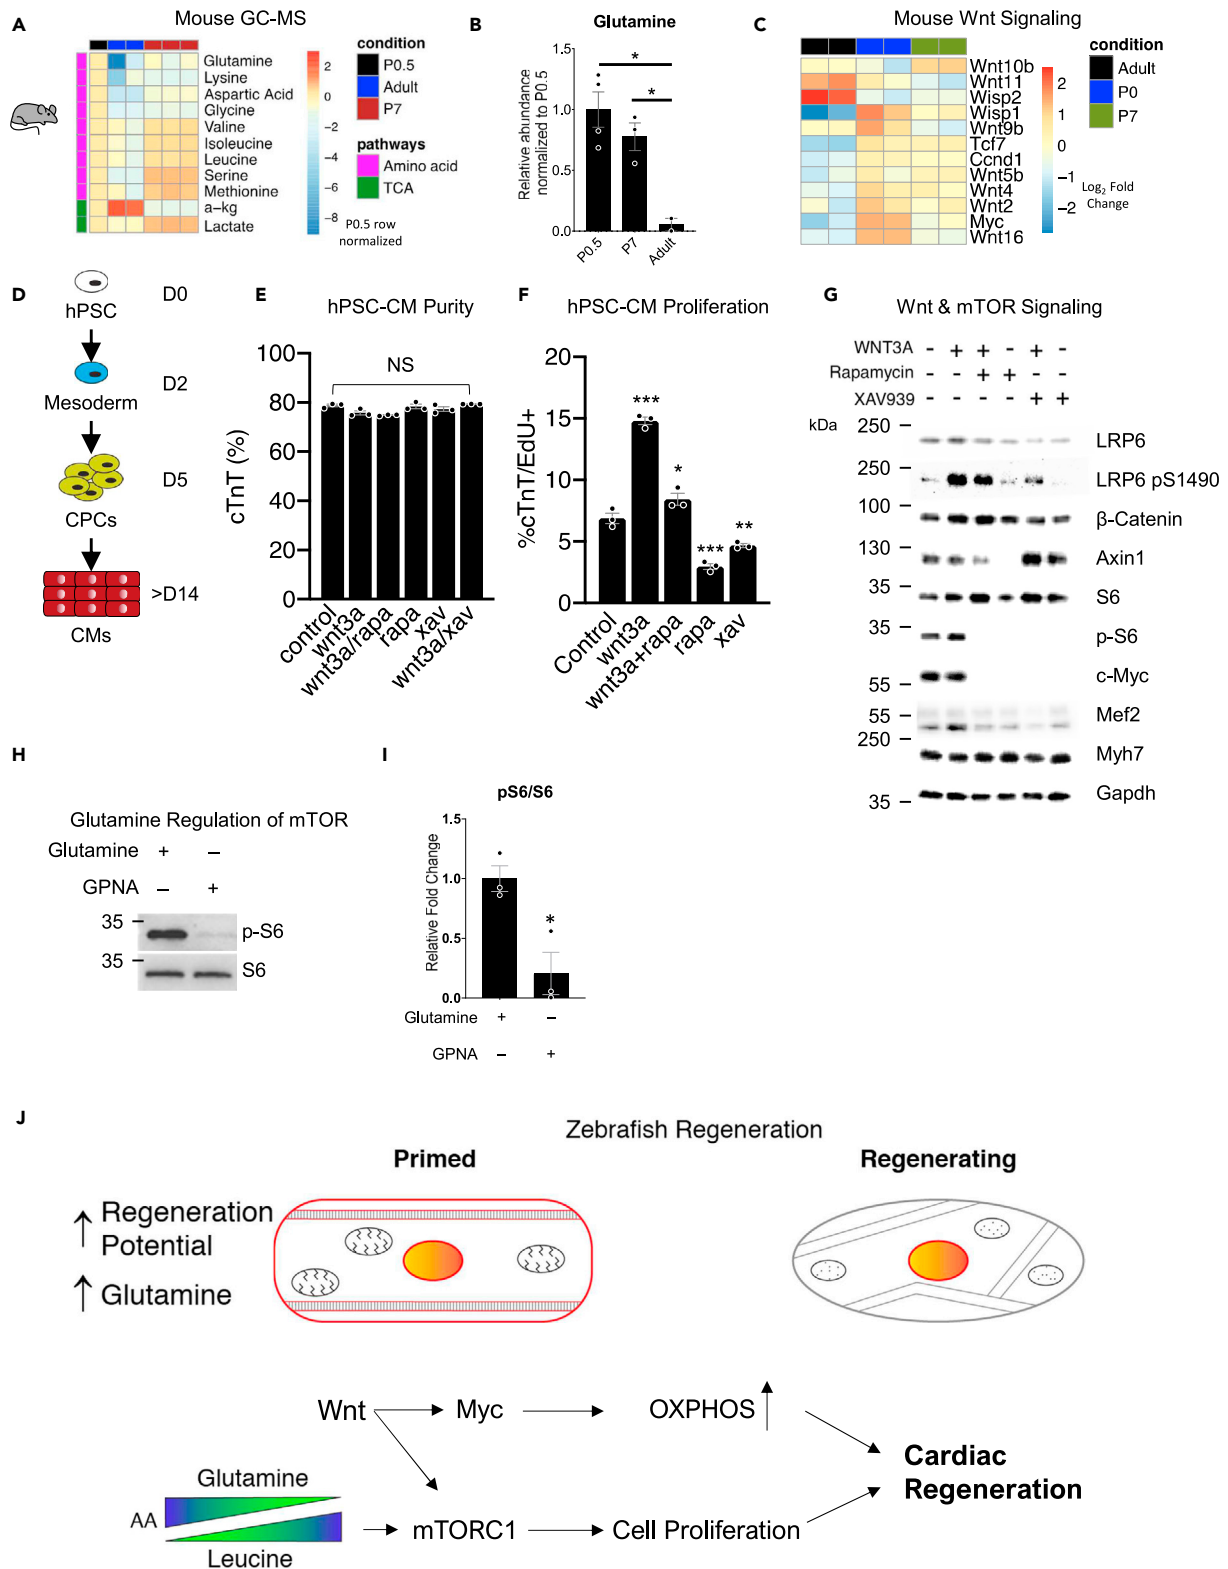 A
Mouse GC-MS
Glutamine
Lysine
Aspartic Acid
Glycine
Valine
Isoleucine
Leucine
Serine
Methionine
a-kg
Lactate
2
0
−2
−4
−6
−8
P0.5 row
normalized
condition
P0.5
Adult
P7
pathways
Amino acid
TCA
B
Glutamine
Relative abundance
normalized to P0.5
1.5
1.0
0.5
0.0
*
*
P0.5
P7
Adult
C
Mouse Wnt Signaling
Wnt10b
Wnt11
Wisp2
Wisp1
Wnt9b
Tcf7
Ccnd1
Wnt5b
Wnt4
Wnt2
Myc
Wnt16
2
1
0
−1
−2
Log2 Fold
Change
condition
Adult
P0
P7
D
hPSC
D0
Mesoderm
D2
CPCs
D5
CMs
>D14
E
hPSC-CM Purity
cTnT (%)
100
80
60
40
20
0
NS
control
wnt3a
wnt3a/rapa
rapa
xav
wnt3a/xav
F
hPSC-CM Proliferation
%cTnT/EdU+
20
15
10
5
0
***
*
***
**
Control
wnt3a
wnt3a+rapa
rapa
xav
G
Wnt & mTOR Signaling
WNT3A - + + - + -
Rapamycin - - + + - -
XAV939 - - - - + +
kDa
250
LRP6
250
LRP6 pS1490
100
β-Catenin
130
Axin1
35
S6
35
p-S6
c-Myc
55
55
Mef2
250
Myh7
Gapdh
35
H
Glutamine Regulation of mTOR
Glutamine + −
GPNA − +
35
p-S6
35
S6
I
pS6/S6
Relative Fold Change
1.5
1.0
0.5
0.0
*
Glutamine + −
GPNA − +
J
Zebrafish Regeneration
Primed
Regenerating
Regeneration
Potential
Glutamine
Wnt
Myc
OXPHOS
Cardiac
Regeneration
Glutamine
AA
Leucine
mTORC1
Cell Proliferation